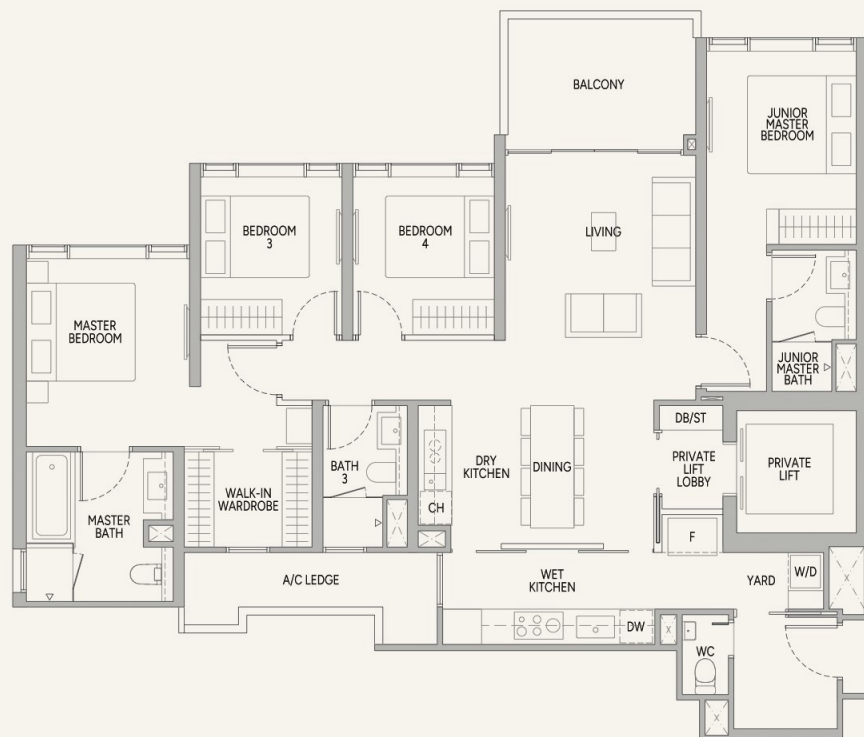 BALCONY
JUNIOR
MASTER
BEDROOM
BEDROOM
3
BEDROOM
4
LIVING
MASTER
BEDROOM
JUNIOR
MASTER
BATH
DB/ST
PRIVATE
LIFT
LOBBY
PRIVATE
LIFT
DRY
KITCHEN
DINING
BATH
3
WALK-IN
WARDROBE
CH
MASTER
BATH
F
A/C LEDGE
WET
KITCHEN
YARD
W/D
DW
WC